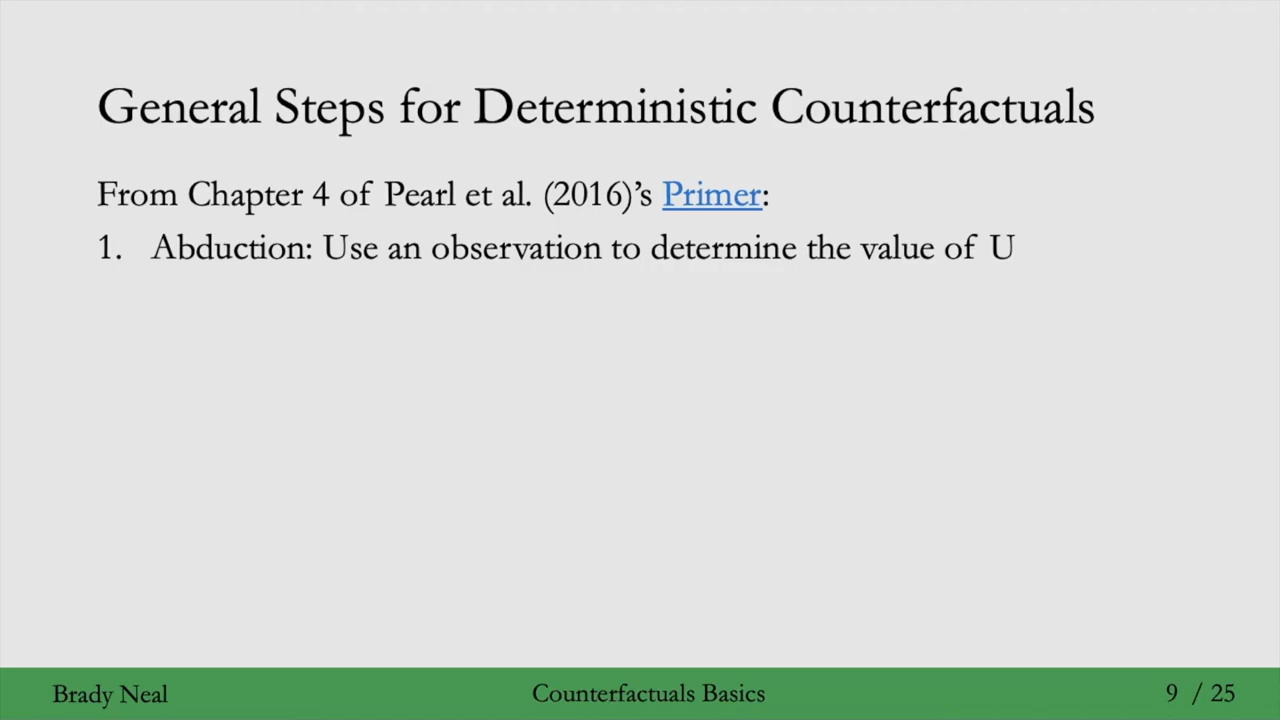 General Steps for Deterministic Counterfactuals
From Chapter 4 of Pearl et al. (2016)’s Primer:
1. Abduction: Use an observation to determine the value of U
Brady Neal
Counterfactuals Basics
9 / 25